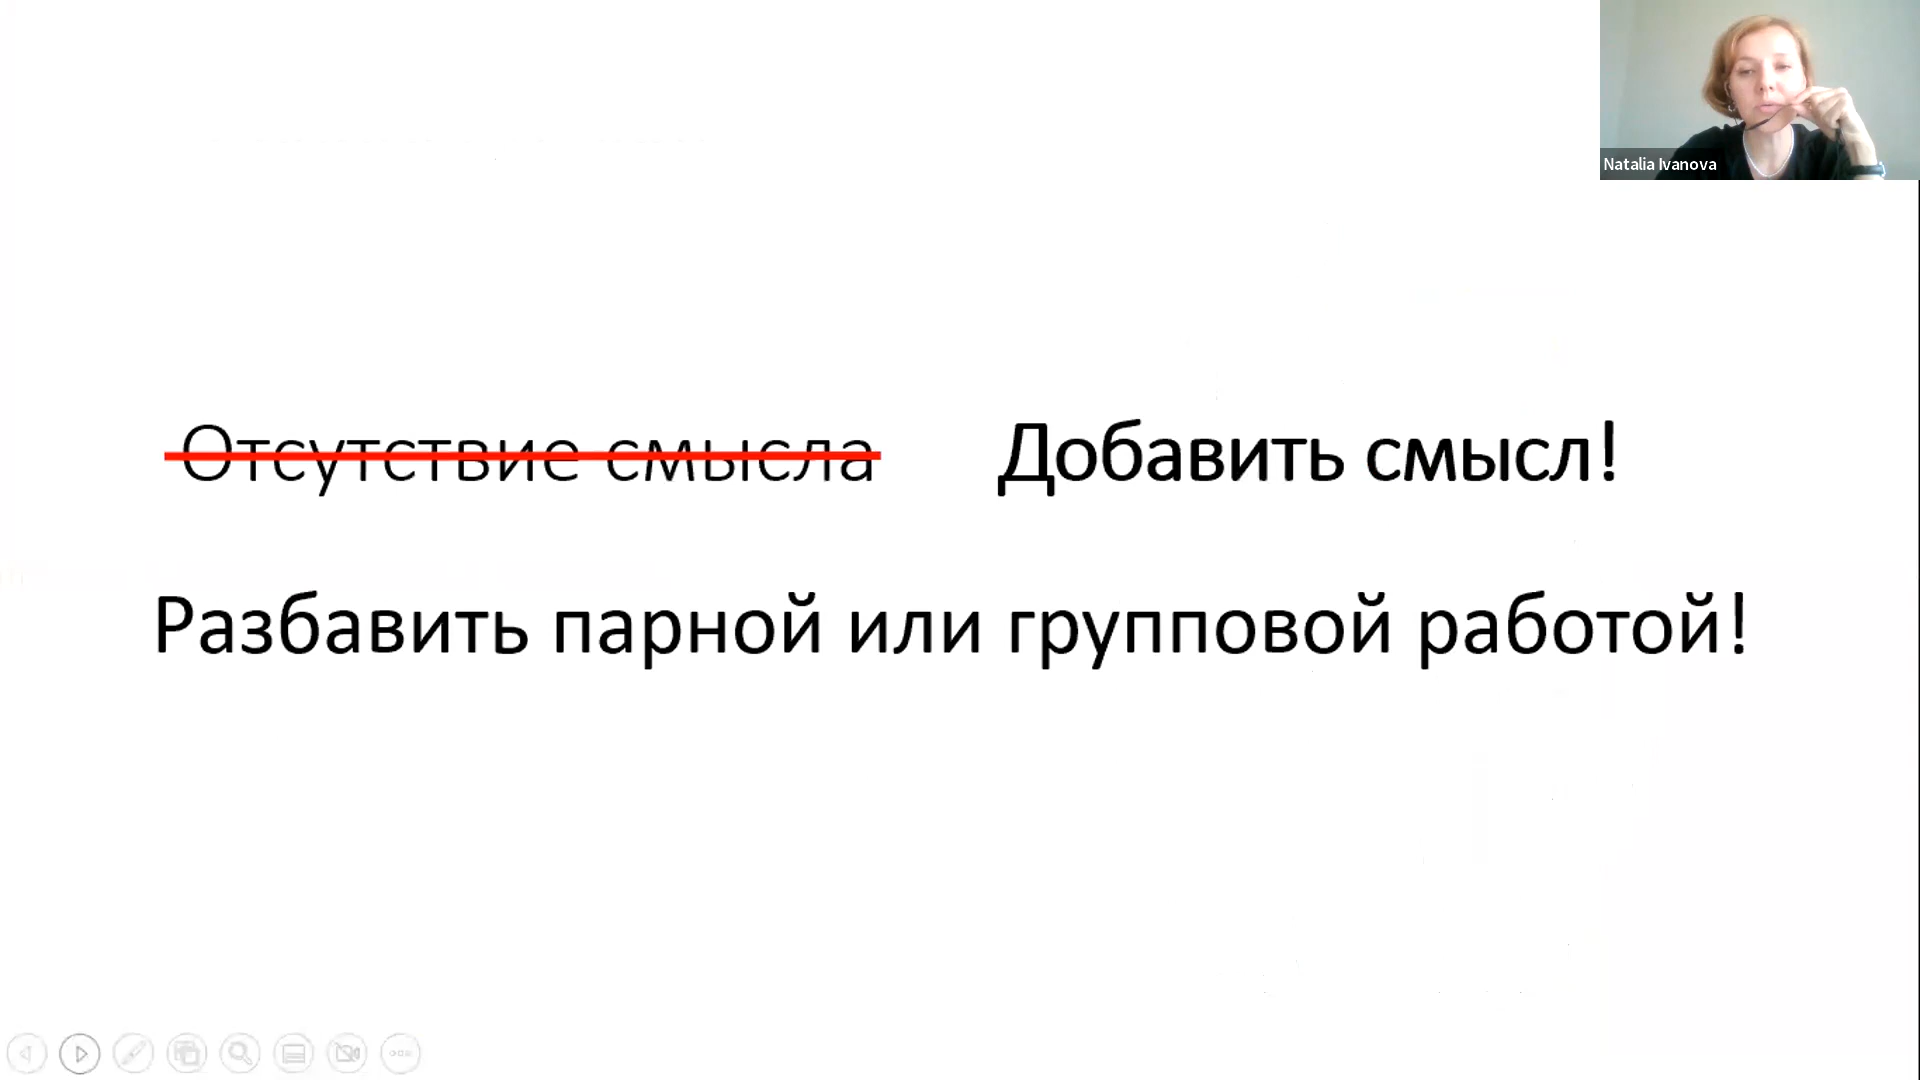 Natalia Ivanova
Отсутствие смысла Добавить смысл!
Разбавить парной или групповой работой!